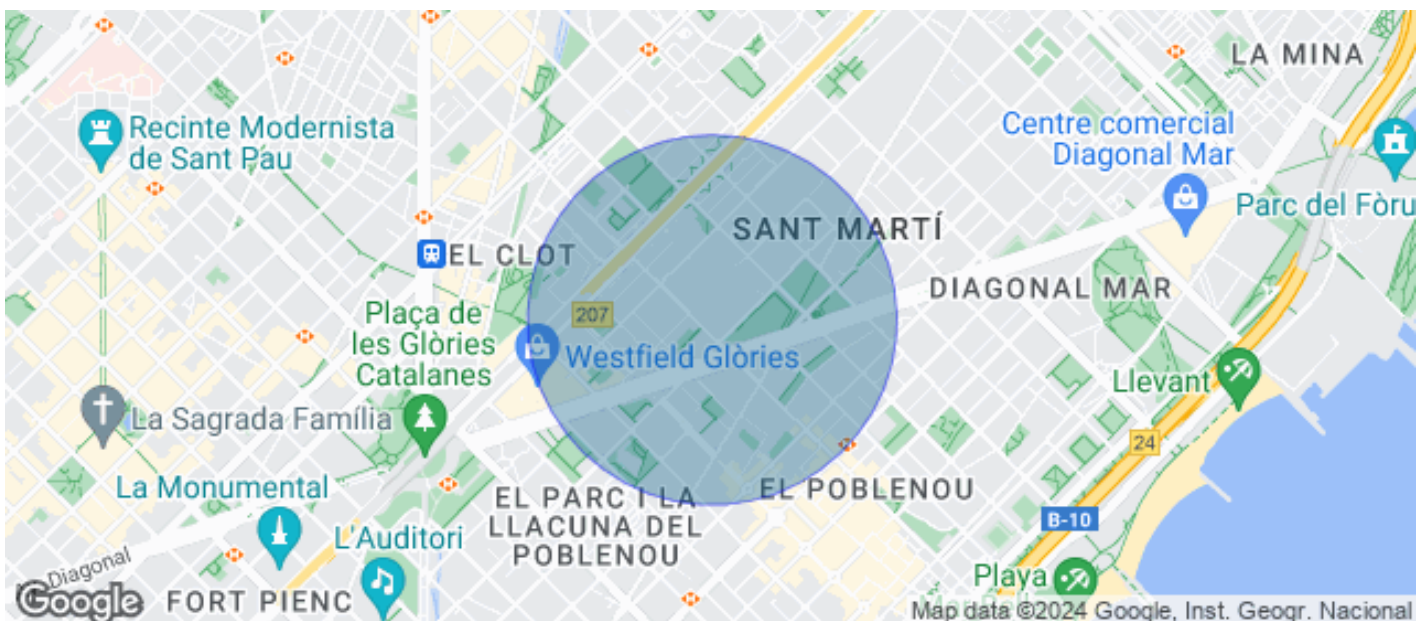 LA MINA
Recinte Modernista
de Sant Pau
Centre comercial
Diagonal Mar
Parc del Fòru
SANT MARTÍ
EL CLOT
DIAGONAL MAR
207
Plaça de
les Glòries
Catalanes
Westfield Glòries
Llevant
La Sagrada Família
24
La Monumental
EL PARC I LA
LLACUNA DEL
POBLENOU
EL POBLENOU
B-10
L'Auditori
Diagonal
Playa
Google
FORT PIENC
Map data ©2024 Google, Inst. Geogr. Nacional